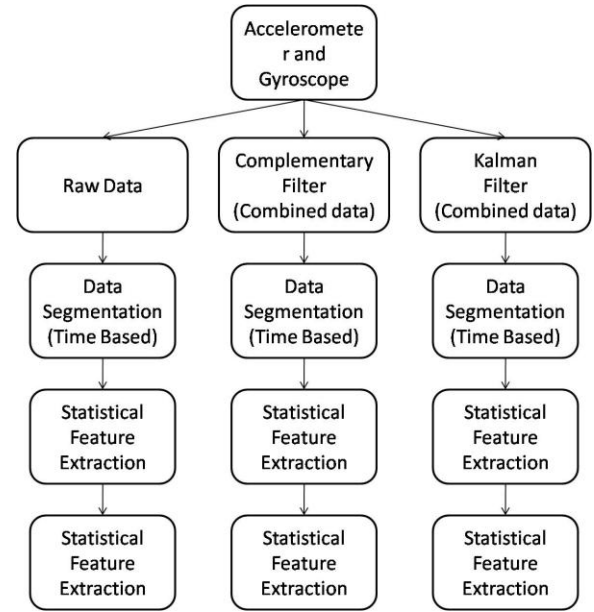 Acceleromete
r and
Gyroscope
Raw Data
Complementary
Filter
(Combined data)
Kalman
Filter
(Combined data)
Data
Segmentation
(Time Based)
Data
Segmentation
(Time Based)
Data
Segmentation
(Time Based)
Statistical
Feature
Extraction
Statistical
Feature
Extraction
Statistical
Feature
Extraction
Statistical
Feature
Extraction
Statistical
Feature
Extraction
Statistical
Feature
Extraction